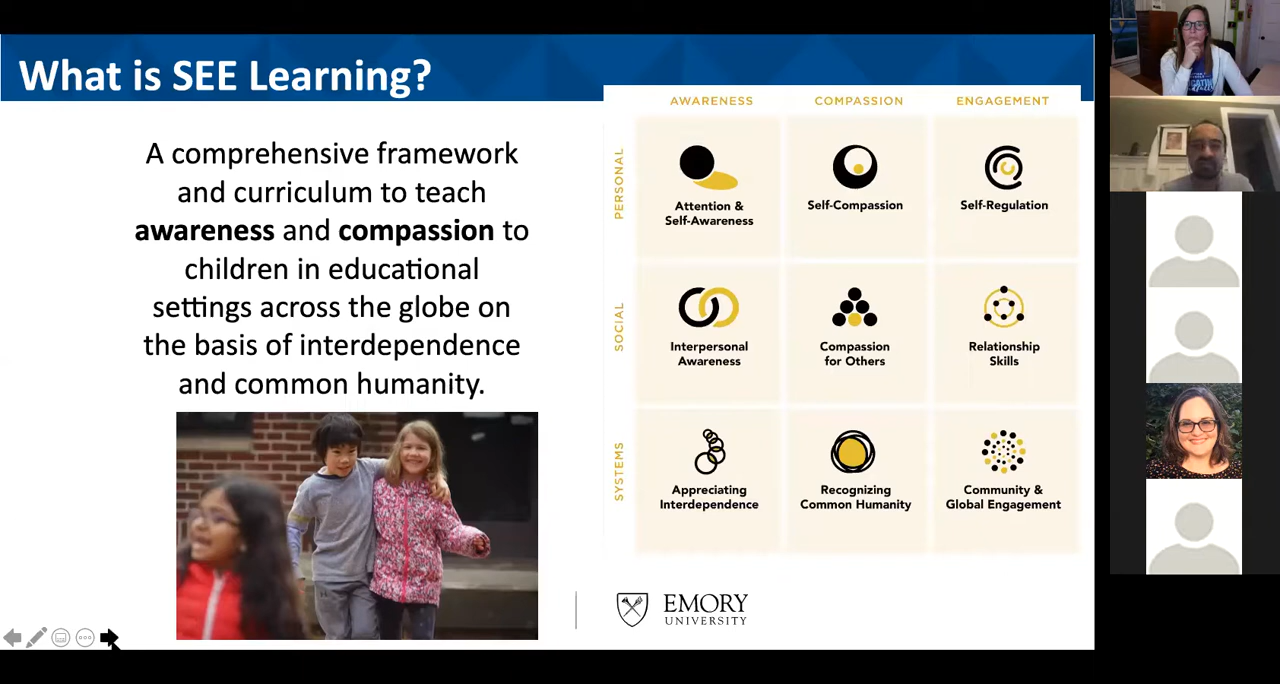 What is SEE Learning?
A comprehensive framework
and curriculum to teach
awareness and compassion to
children in educational
settings across the globe on
the basis of interdependence
and common humanity.
AWARENESS COMPASSION ENGAGEMENT
PERSONAL
Attention &
Self-Awareness
Self-Compassion
Self-Regulation
SOCIAL
Interpersonal
Awareness
Compassion
for Others
Relationship
Skills
SYSTEMS
Appreciating
Interdependence
Recognizing
Common Humanity
Community &
Global Engagement
EMORY
UNIVERSITY